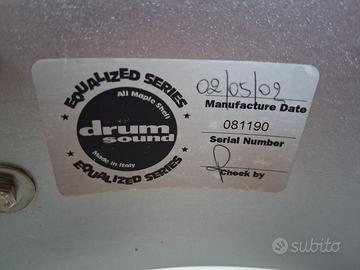 EQUALIZED SERIES
All Maple Shell
drum
sound
Made in Italy
EQUALIZED SERIES
02/05/02
Manufacture Date
081190
Serial Number
Check by
subito